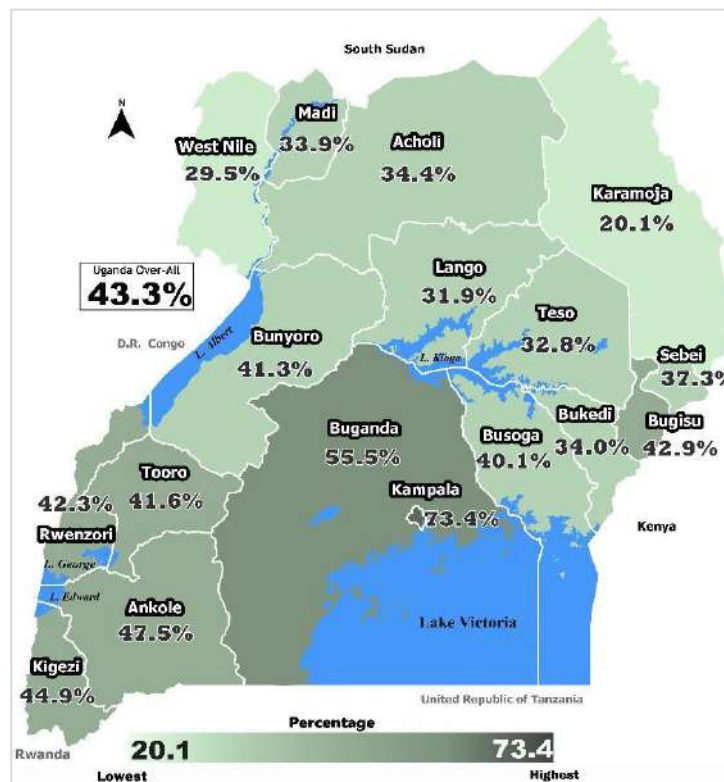 South Sudan
N
Madi
33.9%
West Nile
29.5%
Acholi
34.4%
Karamoja
20.1%
Uganda Over-All
43.3%
Lango
31.9%
Teso
32.8%
D.R. Congo
L. Albert
Bunyoro
41.3%
L. Kioga
Sebei
37.3%
Buganda
55.5%
Busoga
40.1%
Bukedi
34.0%
Bugisu
42.9%
Tooro
41.6%
42.3%
Rwenzori
Kampala
73.4%
Kenya
L. George
L. Edward
Ankole
47.5%
Lake Victoria
Kigezi
44.9%
United Republic of Tanzania
Rwanda
Percentage
20.1
73.4
Lowest
Highest